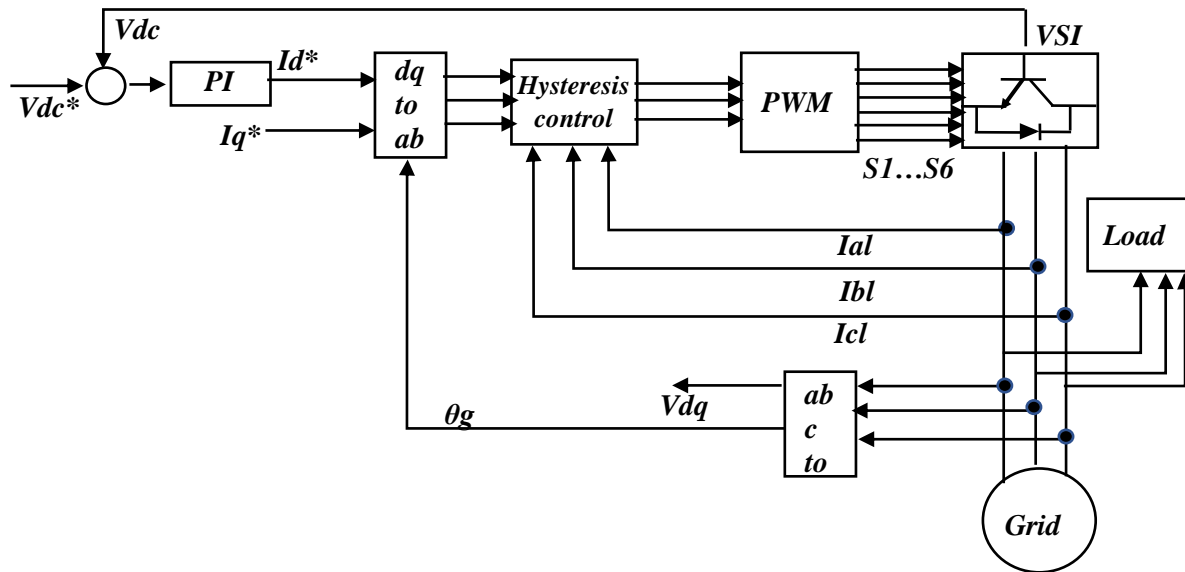 Vdc
VSI
Vdc*
PI
Id*
Iq*
dq
to
ab
Hysteresis
control
PWM
S1…S6
Load
Ial
Ibl
Icl
Vdq
θg
ab
c
to
Grid